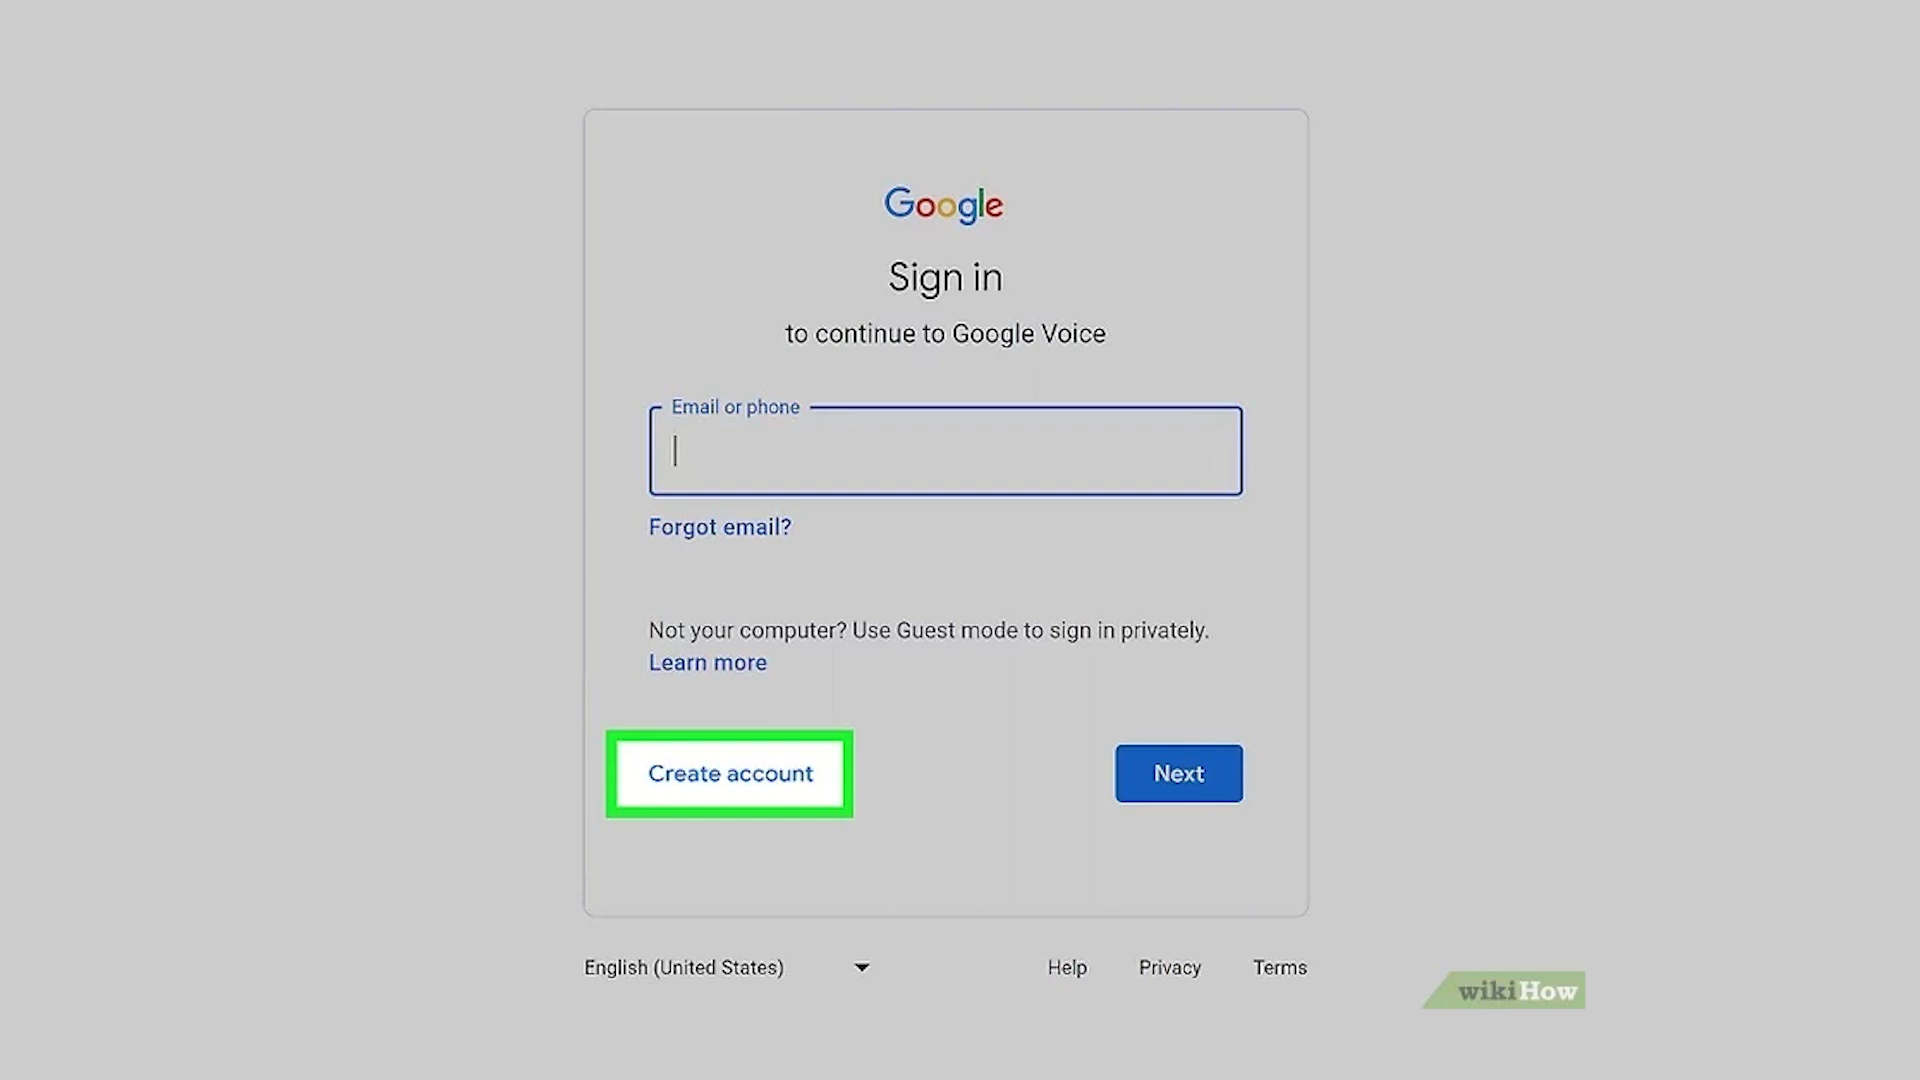 Google
Sign in
to continue to Google Voice
Email or phone
Forgot email?
Not your computer? Use Guest mode to sign in privately.
Learn more
Create account
Next
English (United States)
Help
Privacy
Terms
wikiHow